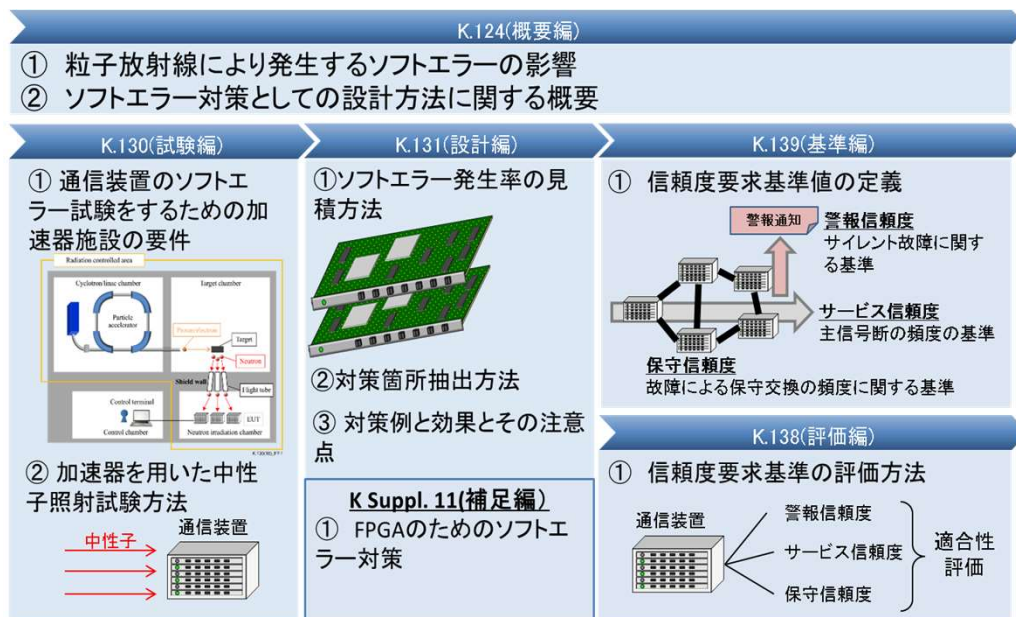 K.124(概要編)
① 粒子放射線により発生するソフトエラーの影響
② ソフトエラー対策としての設計方法に関する概要
K.130(試験編)
① 通信装置のソフトエ
ラー試験をするための加
速器施設の要件
Radiation controlled area
Cyclotron/linac chamber
Target chamber
Particle
accelerator
Target
Neutron
Shield wall
Flight tube
Control terminal
EUT
Control chamber
Neutron irradiation chamber
② 加速器を用いた中性
子照射試験方法
通信装置
中性子
K.131(設計編)
①ソフトエラー発生率の見
積方法
②対策箇所抽出方法
③ 対策例と効果とその注意
点
K Suppl. 11(補足編)
① FPGAのためのソフトエ
ラー対策
K.139(基準編)
① 信頼度要求基準値の定義
警報通知
警報信頼度
サイレント故障に関す
る基準
サービス信頼度
主信号断の頻度の基準
保守信頼度
故障による保守交換の頻度に関する基準
K.138(評価編)
① 信頼度要求基準の評価方法
通信装置
警報信頼度
サービス信頼度
保守信頼度
適合性
評価